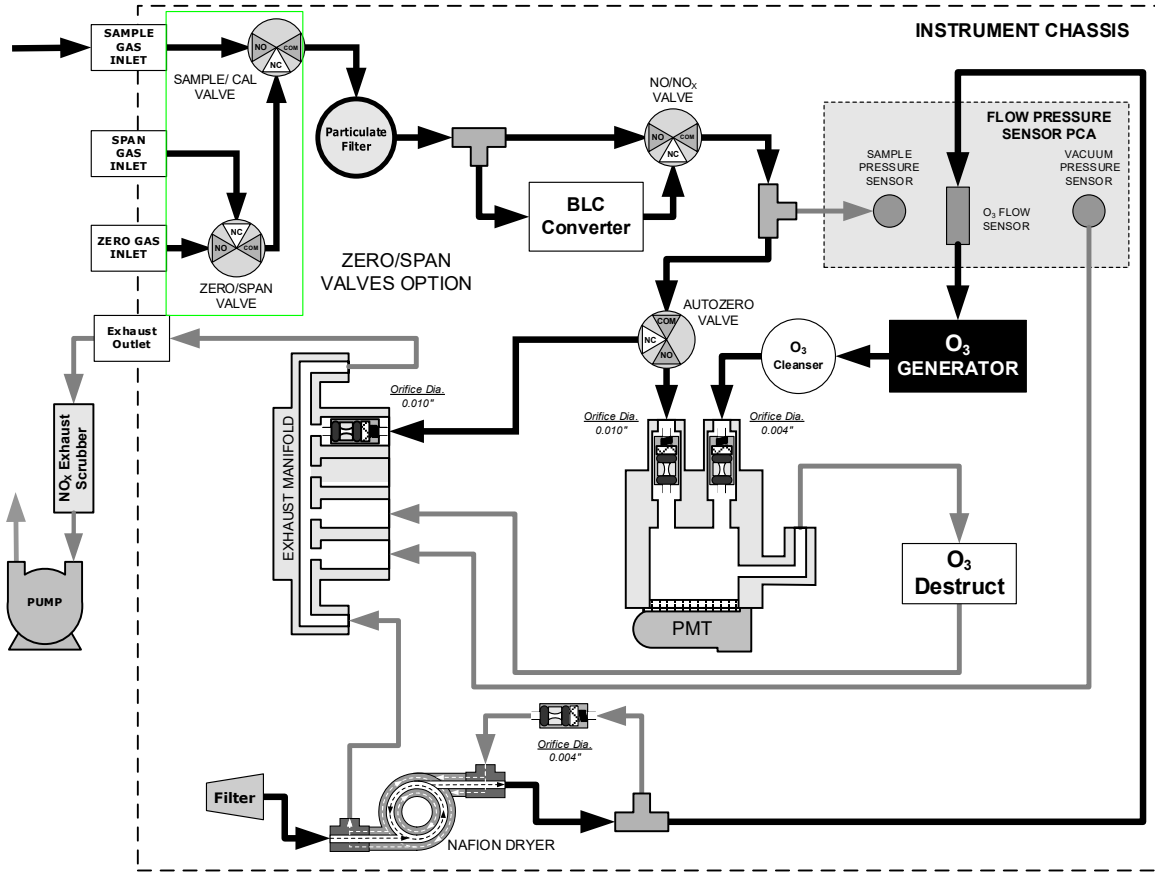 INSTRUMENT CHASSIS
SAMPLE
GAS
INLET
NO
COM
NC
SAMPLE/ CAL
VALVE
SPAN
GAS
INLET
NC
NO
COM
ZERO GAS
INLET
ZERO/SPAN
VALVE
ZERO/SPAN
VALVES OPTION
Particulate
Filter
NO/NOX
VALVE
NO
COM
NC
BLC
Converter
FLOW PRESSURE
SENSOR PCA
SAMPLE
PRESSURE
SENSOR
VACUUM
PRESSURE
SENSOR
O3 FLOW
SENSOR
AUTOZERO
VALVE
COM
NC
NO
O3
Cleanser
O3
GENERATOR
Exhaust
Outlet
Orifice Dia.
0.010"
Orifice Dia.
0.010"
Orifice Dia.
0.004"
NOX Exhaust
Scrubber
EXHAUST MANIFOLD
PUMP
O3
Destruct
PMT
Orifice Dia.
0.004"
Filter
NAFION DRYER